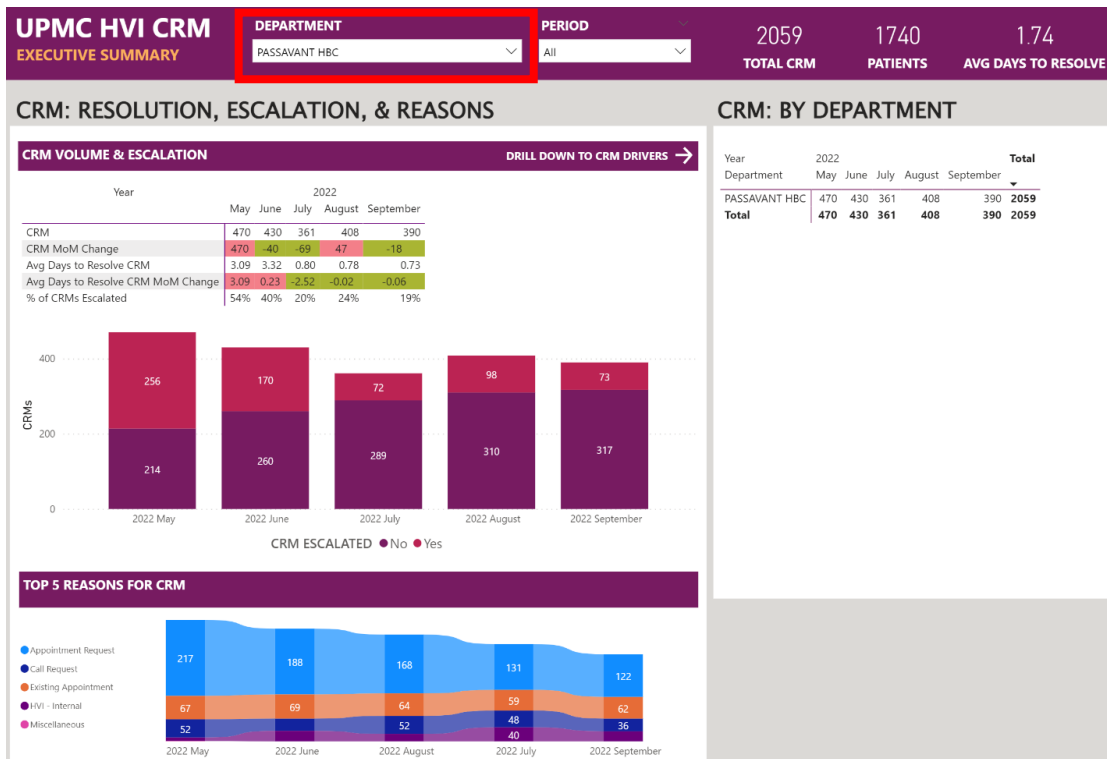 UPMC HVI CRM
EXECUTIVE SUMMARY
DEPARTMENT
PASSAVANT HBC
PERIOD
All
2059
TOTAL CRM
1740
PATIENTS
1.74
AVG DAYS TO RESOLVE
CRM: RESOLUTION, ESCALATION, & REASONS
CRM VOLUME & ESCALATION
DRILL DOWN TO CRM DRIVERS
Year 2022
May June July August September
CRM 470 430 361 408 390
CRM MoM Change 470 -40 -69 47 -18
Avg Days to Resolve CRM 3.09 3.32 0.80 0.78 0.73
Avg Days to Resolve CRM MoM Change 3.09 0.23 -2.52 -0.02 -0.06
% of CRMs Escalated 54% 40% 20% 24% 19%
CRMs
400
200
0
256 170 72 98 73
214 260 289 310 317
2022 May 2022 June 2022 July 2022 August 2022 September
CRM ESCALATED No Yes
TOP 5 REASONS FOR CRM
Appointment Request
Call Request
Existing Appointment
HVI - Internal
Miscellaneous
217 188 168 131 122
67 69 64 59 62
52 52 48 36
40
2022 May 2022 June 2022 August 2022 July 2022 September
CRM: BY DEPARTMENT
Year 2022 Total
Department May June July August September
PASSAVANT HBC 470 430 361 408 390 2059
Total 470 430 361 408 390 2059